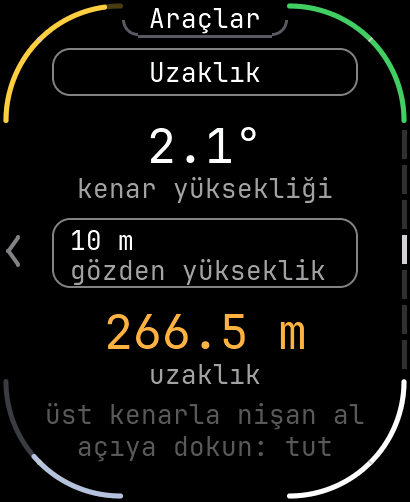 Araçlar
Uzaklık
2.1°
kenar yüksekliği
10 m
gözden yükseklik
266.5 m
uzaklık
üst kenarla nişan al
açıya dokun: tut